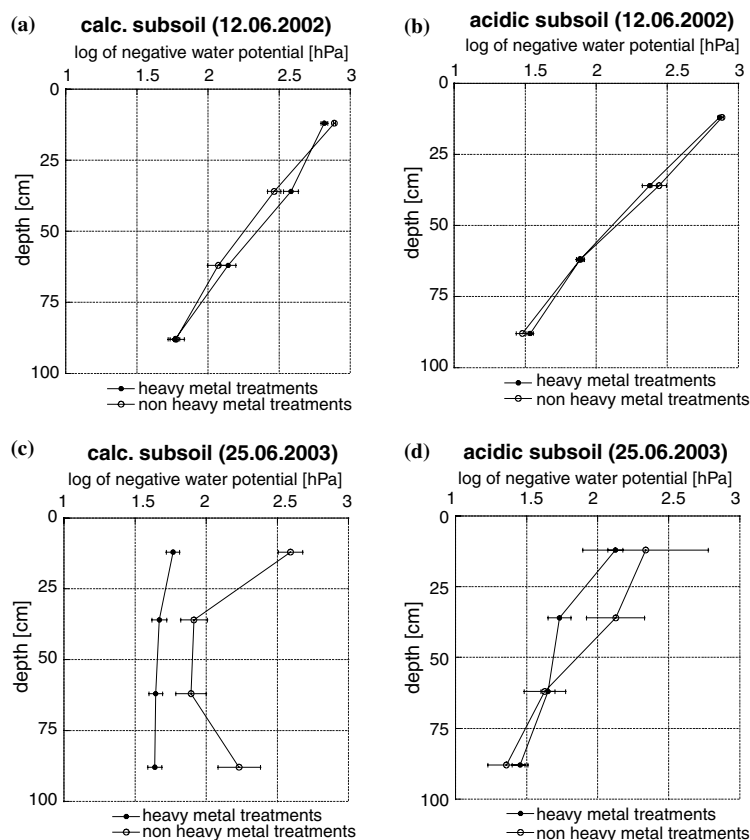 (a) calc. subsoil (12.06.2002)
log of negative water potential [hPa]
1 1.5 2 2.5 3
0
25
50
75
100
depth [cm]
heavy metal treatments
non heavy metal treatments
(b) acidic subsoil (12.06.2002)
log of negative water potential [hPa]
1 1.5 2 2.5 3
0
25
50
75
100
depth [cm]
heavy metal treatments
non heavy metal treatments
(c) calc. subsoil (25.06.2003)
log of negative water potential [hPa]
1 1.5 2 2.5 3
0
25
50
75
100
depth [cm]
heavy metal treatments
non heavy metal treatments
(d) acidic subsoil (25.06.2003)
log of negative water potential [hPa]
1 1.5 2 2.5 3
0
25
50
75
100
depth [cm]
heavy metal treatments
non heavy metal treatments